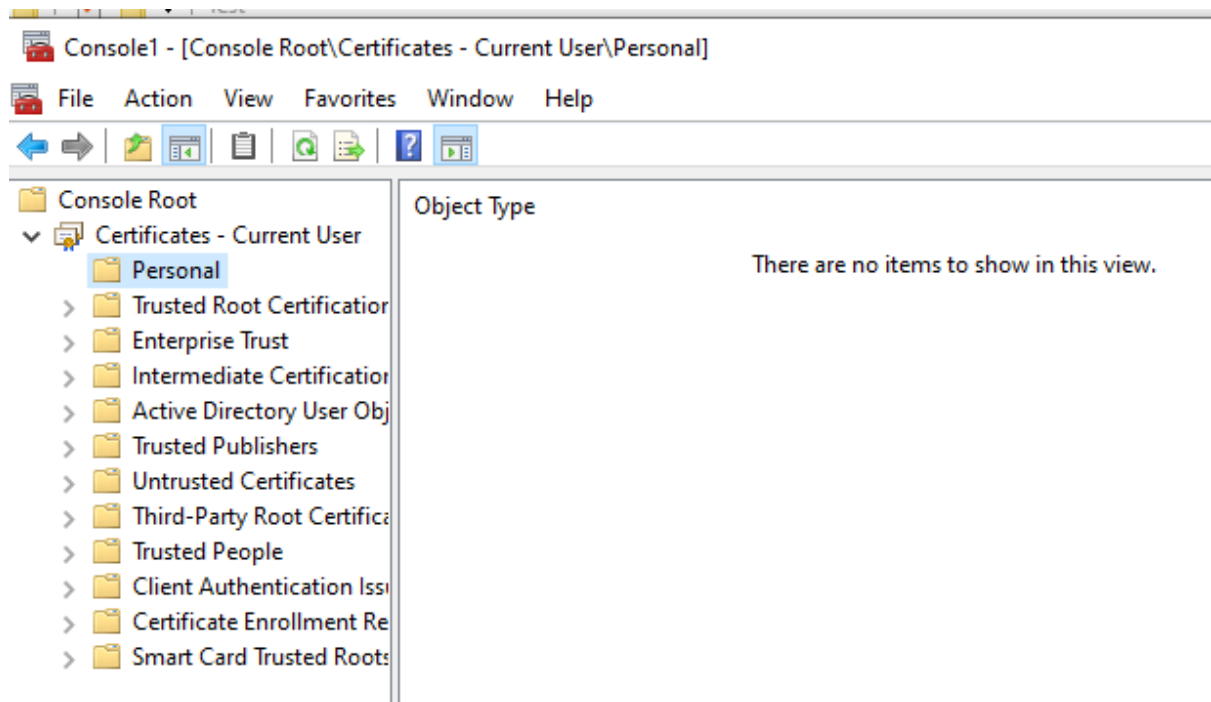 Test
Console1 - [Console Root\Certificates - Current User\Personal]
File Action View Favorites Window Help
Console Root
Certificates - Current User
Personal
Trusted Root Certification
Enterprise Trust
Intermediate Certification
Active Directory User Obj
Trusted Publishers
Untrusted Certificates
Third-Party Root Certifica
Trusted People
Client Authentication Issu
Certificate Enrollment Re
Smart Card Trusted Roots
Object Type
There are no items to show in this view.